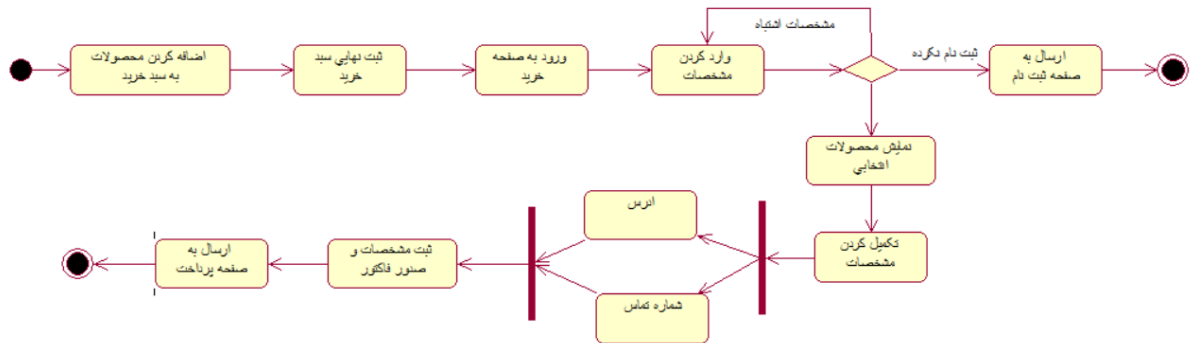 مشخصات اشتباه
اضافه کردن محصولات
به سبد خرید
ثبت نهایی سبد
خرید
ورود به صفحه
خرید
وارد کردن
مشخصات
ثبت نام نکرده
ارسال به
صفحه ثبت نام
نمایش محصولات
انتخابی
تکمیل کردن
مشخصات
ادرس
شماره تماس
ثبت مشخصات و
صدور فاکتور
ارسال به
صفحه پرداخت